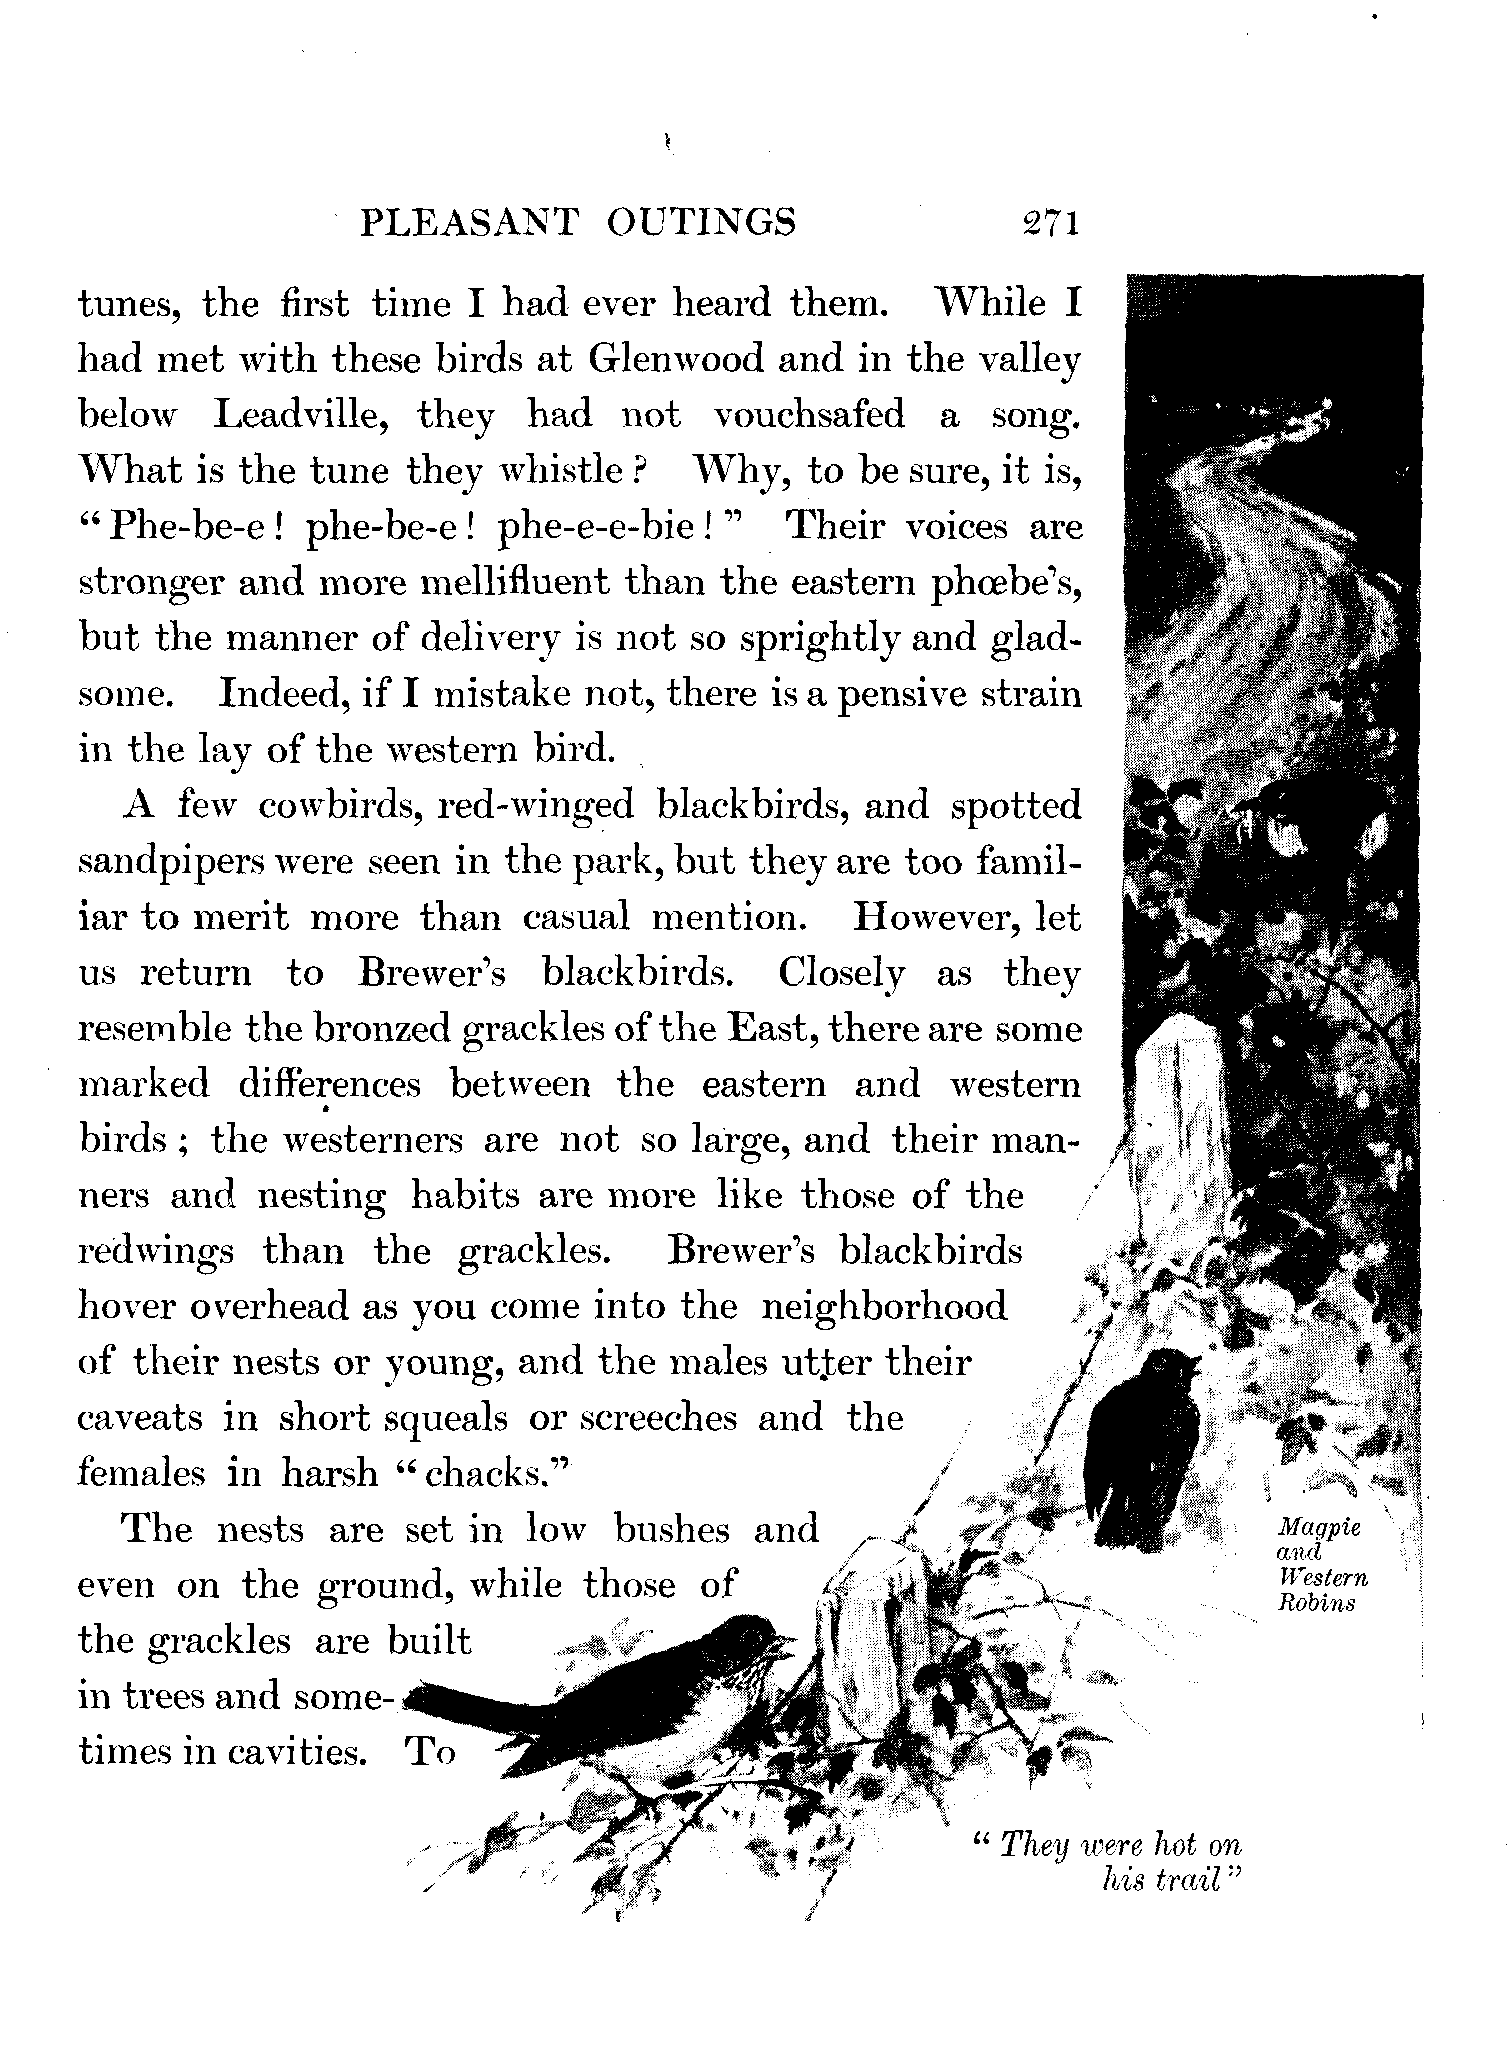 PLEASANT OUTINGS 271
tunes, the first time I had ever heard them. While I
had met with these birds at Glenwood and in the valley
below Leadville, they had not vouchsafed a song.
What is the tune they whistle? Why, to be sure, it is,
“Phe-be-e! phe-be-e! phe-e-e-bie!” Their voices are
stronger and more mellifluent than the eastern phœbe’s,
but the manner of delivery is not so sprightly and glad-
some. Indeed, if I mistake not, there is a pensive strain
in the lay of the western bird.
A few cowbirds, red-winged blackbirds, and spotted
sandpipers were seen in the park, but they are too famil-
iar to merit more than casual mention. However, let
us return to Brewer’s blackbirds. Closely as they
resemble the bronzed grackles of the East, there are some
marked differences between the eastern and western
birds; the westerners are not so large, and their man-
ners and nesting habits are more like those of the
redwings than the grackles. Brewer’s blackbirds
hover overhead as you come into the neighborhood
of their nests or young, and the males utter their
caveats in short squeals or screeches and the
females in harsh “chacks.”
The nests are set in low bushes and
even on the ground, while those of
the grackles are built
in trees and some-
times in cavities. To
Magpie
and
Western
Robins
“They were hot on
his trail”